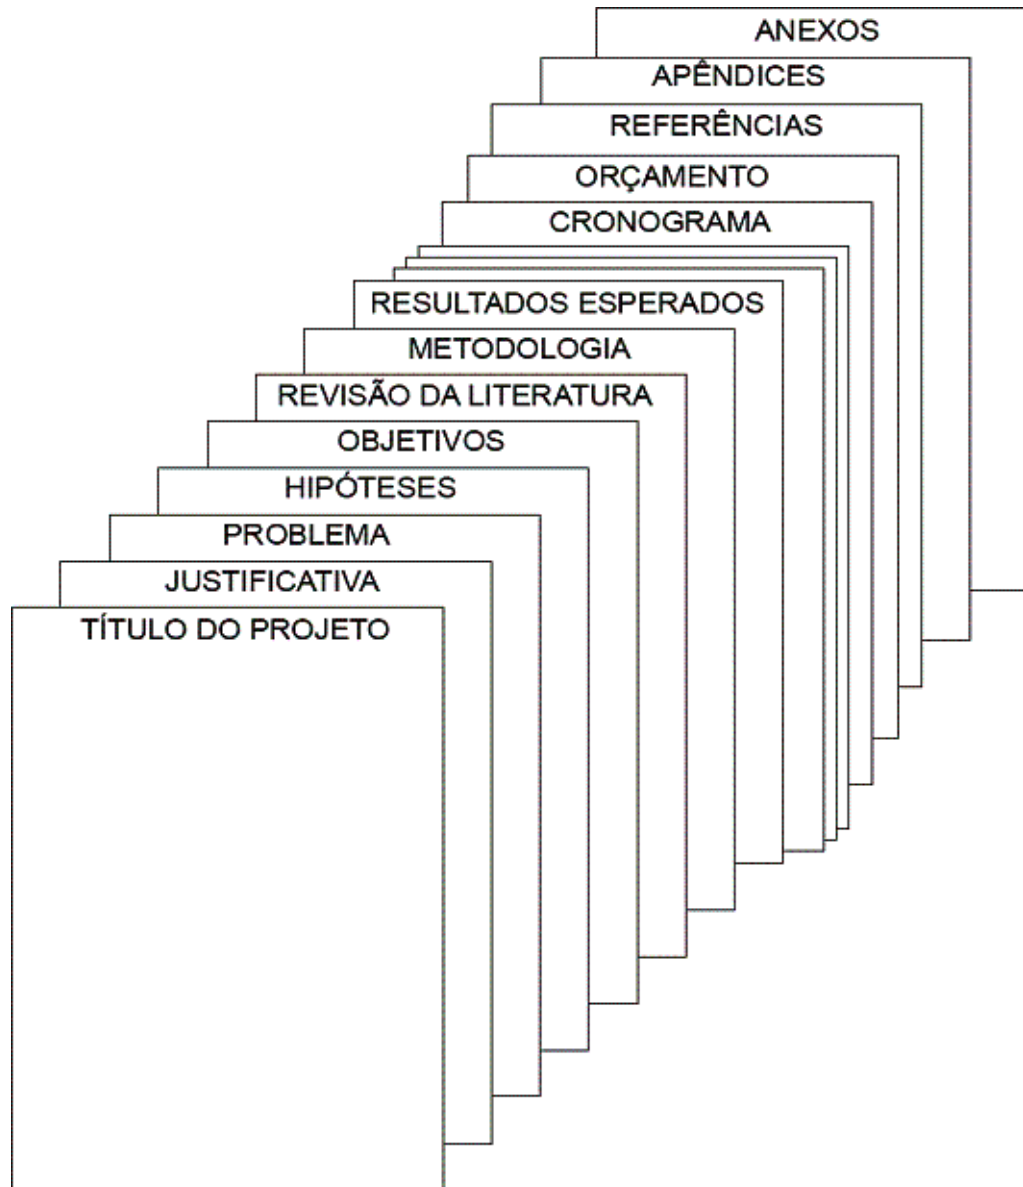 ANEXOS
APÊNDICES
REFERÊNCIAS
ORÇAMENTO
CRONOGRAMA
RESULTADOS ESPERADOS
METODOLOGIA
REVISÃO DA LITERATURA
OBJETIVOS
HIPÓTESES
PROBLEMA
JUSTIFICATIVA
TÍTULO DO PROJETO